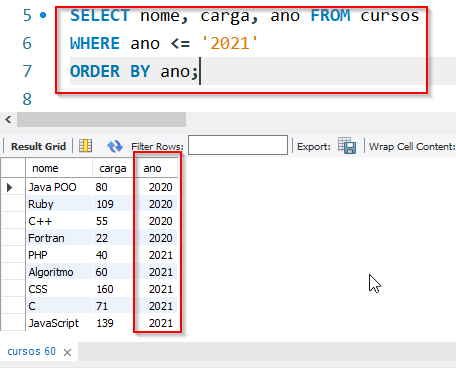 5 SELECT nome, carga, ano FROM cursos
6 WHERE ano <= '2021'
7 ORDER BY ano;
8
Result Grid Filter Rows: Export: Wrap Cell Content:
nome carga ano
Java POO 80 2020
Ruby 109 2020
C++ 55 2020
Fortran 22 2020
PHP 40 2021
Algoritmo 60 2021
CSS 160 2021
C 71 2021
JavaScript 139 2021
cursos 60